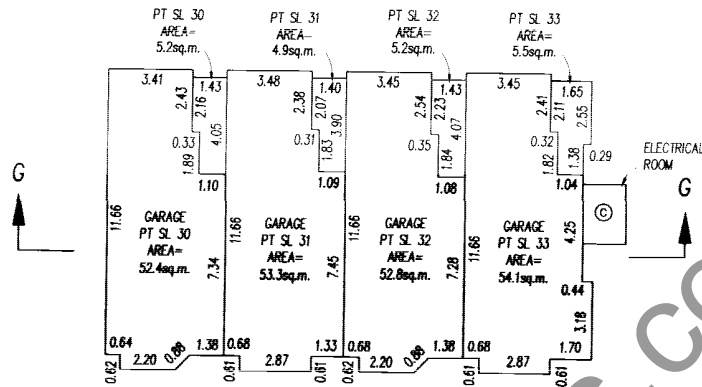 PT SL 30
AREA=
5.2sq.m.
PT SL 31
AREA=
4.9sq.m.
PT SL 32
AREA=
5.2sq.m.
PT SL 33
AREA=
5.5sq.m.
3.41
1.43
3.48
1.40
3.45
1.43
3.45
1.65
2.43
2.16
4.05
0.33
1.89
1.10
2.38
2.07
3.90
0.31
1.83
1.09
2.54
2.23
4.07
0.35
1.84
1.08
2.41
2.11
2.55
0.32
1.82
1.38
0.29
1.04
ELECTRICAL
ROOM
C
G
G
11.66
GARAGE
PT SL 30
AREA=
52.4sq.m.
7.34
11.66
GARAGE
PT SL 31
AREA=
53.3sq.m.
7.45
11.66
GARAGE
PT SL 32
AREA=
52.8sq.m.
7.28
11.66
GARAGE
PT SL 33
AREA=
54.1sq.m.
4.25
0.44
3.18
0.64
0.62
2.20
0.88
1.38
0.68
0.61
2.87
0.61
1.33
0.68
0.62
2.20
0.88
1.38
0.68
0.61
2.87
0.61
1.70